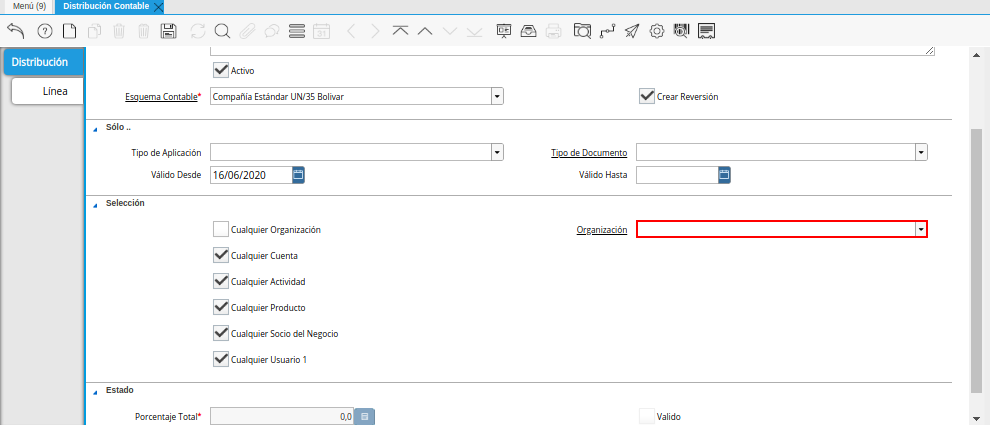 Menú (9) Distribución Contable
Distribución
Línea
Activo
Esquema Contable* Compañía Estándar UN/35 Bolivar Crear Reversión
Sólo ..
Tipo de Aplicación Tipo de Documento
Válido Desde 16/06/2020 Válido Hasta
Selección
Cualquier Organización Organización
Cualquier Cuenta
Cualquier Actividad
Cualquier Producto
Cualquier Socio del Negocio
Cualquier Usuario 1
Estado
Porcentaje Total* 0,0 Valido